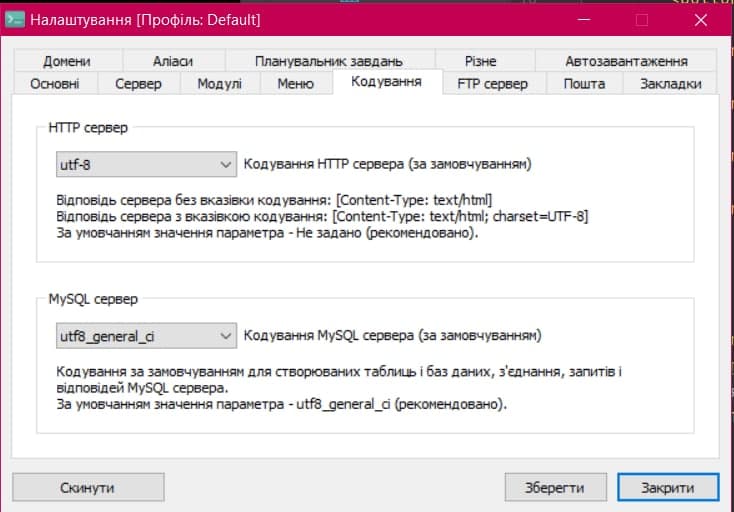 Налаштування [Профіль: Default]
Домени Аліаси Планувальник завдань Різне Автозавантаження
Основні Сервер Модулі Меню Кодування FTP сервер Пошта Закладки
HTTP сервер
utf-8 Кодування HTTP сервера (за замовчуванням)
Відповідь сервера без вказівки кодування: [Content-Type: text/html]
Відповідь сервера з вказівкою кодування: [Content-Type: text/html; charset=UTF-8]
За умовчанням значення параметра - Не задано (рекомендовано).
MySQL сервер
utf8_general_ci Кодування MySQL сервера (за замовчуванням)
Кодування за замовчуванням для створюваних таблиць і баз даних, з'єднання, запитів і
відповідей MySQL сервера.
За умовчанням значення параметра - utf8_general_ci (рекомендовано).
Скинути Зберегти Закрити